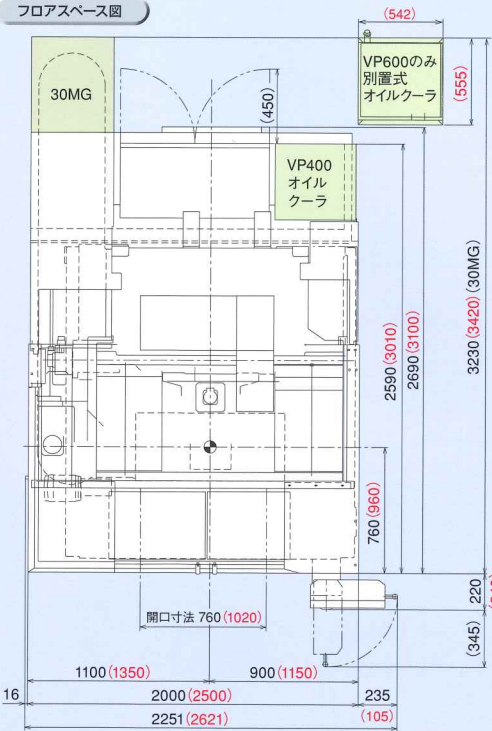 フロアスペース図
(542)
30MG
VP600のみ
別置式
オイルクーラ
(555)
(450)
VP400
オイル
クーラ
2590(3010)
2690(3100)
3230(3420)(30MG)
760(960)
220
(345)
開口寸法 760(1020)
1100(1350)
900(1150)
16
2000(2500)
235
2251(2621)
(105)